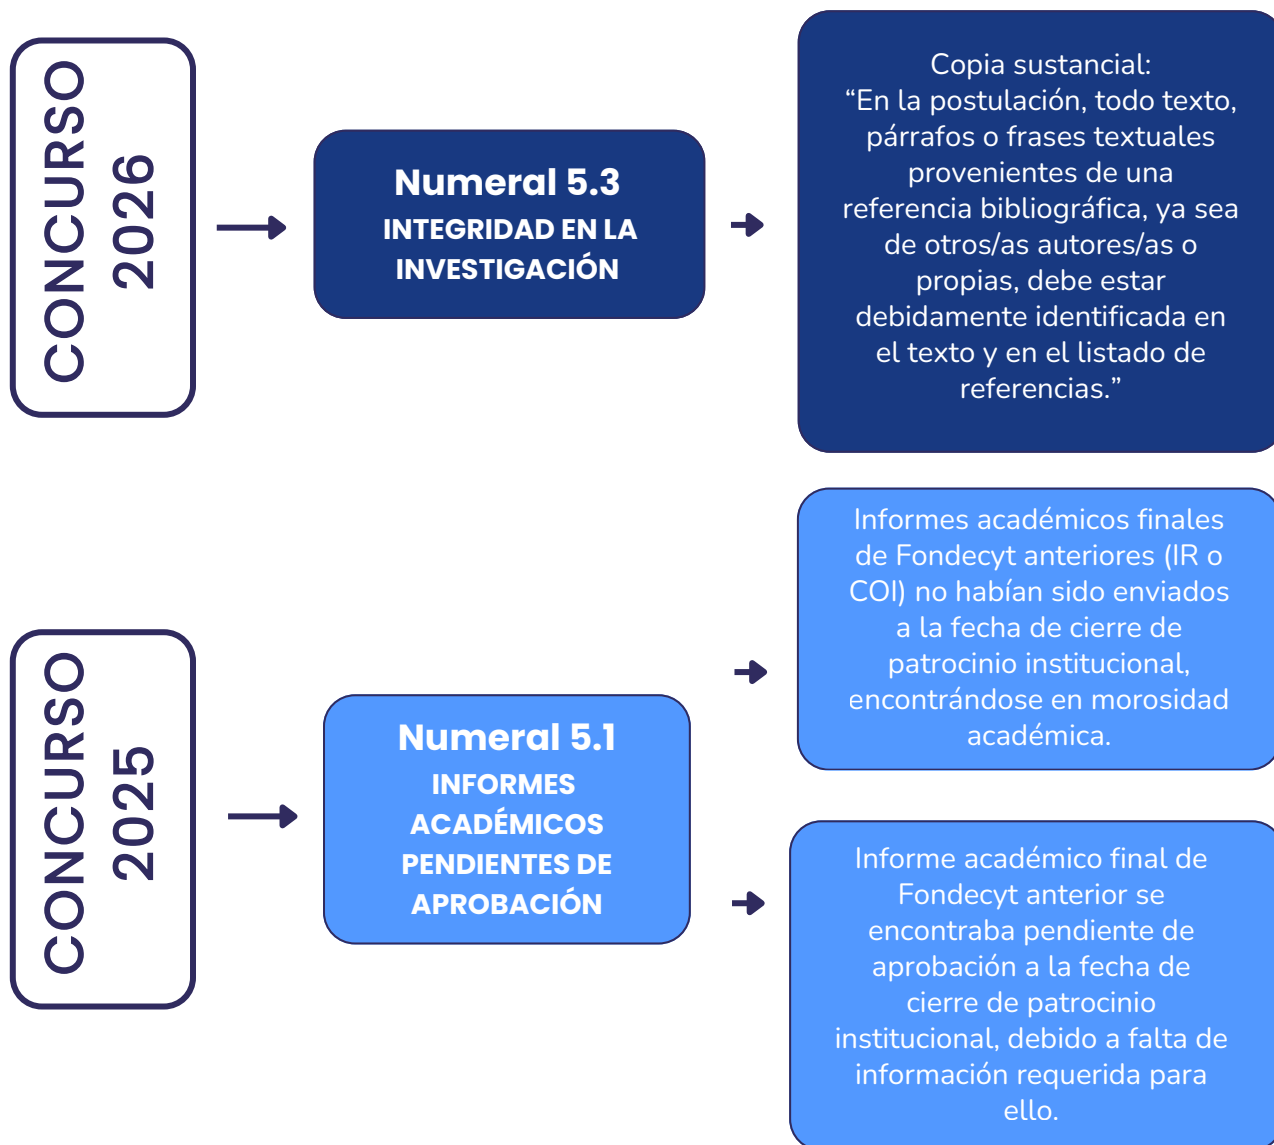 CONCURSO
2026
Numeral 5.3
INTEGRIDAD EN LA
INVESTIGACIÓN
Copia sustancial:
“En la postulación, todo texto,
párrafos o frases textuales
provenientes de una
referencia bibliográfica, ya sea
de otros/as autores/as o
propias, debe estar
debidamente identificada en
el texto y en el listado de
referencias.”
CONCURSO
2025
Numeral 5.1
INFORMES
ACADÉMICOS
PENDIENTES DE
APROBACIÓN
Informes académicos finales
de Fondecyt anteriores (IR o
COI) no habían sido enviados
a la fecha de cierre de
patrocinio institucional,
encontrándose en morosidad
académica.
Informe académico final de
Fondecyt anterior se
encontraba pendiente de
aprobación a la fecha de
cierre de patrocinio
institucional, debido a falta de
información requerida para
ello.